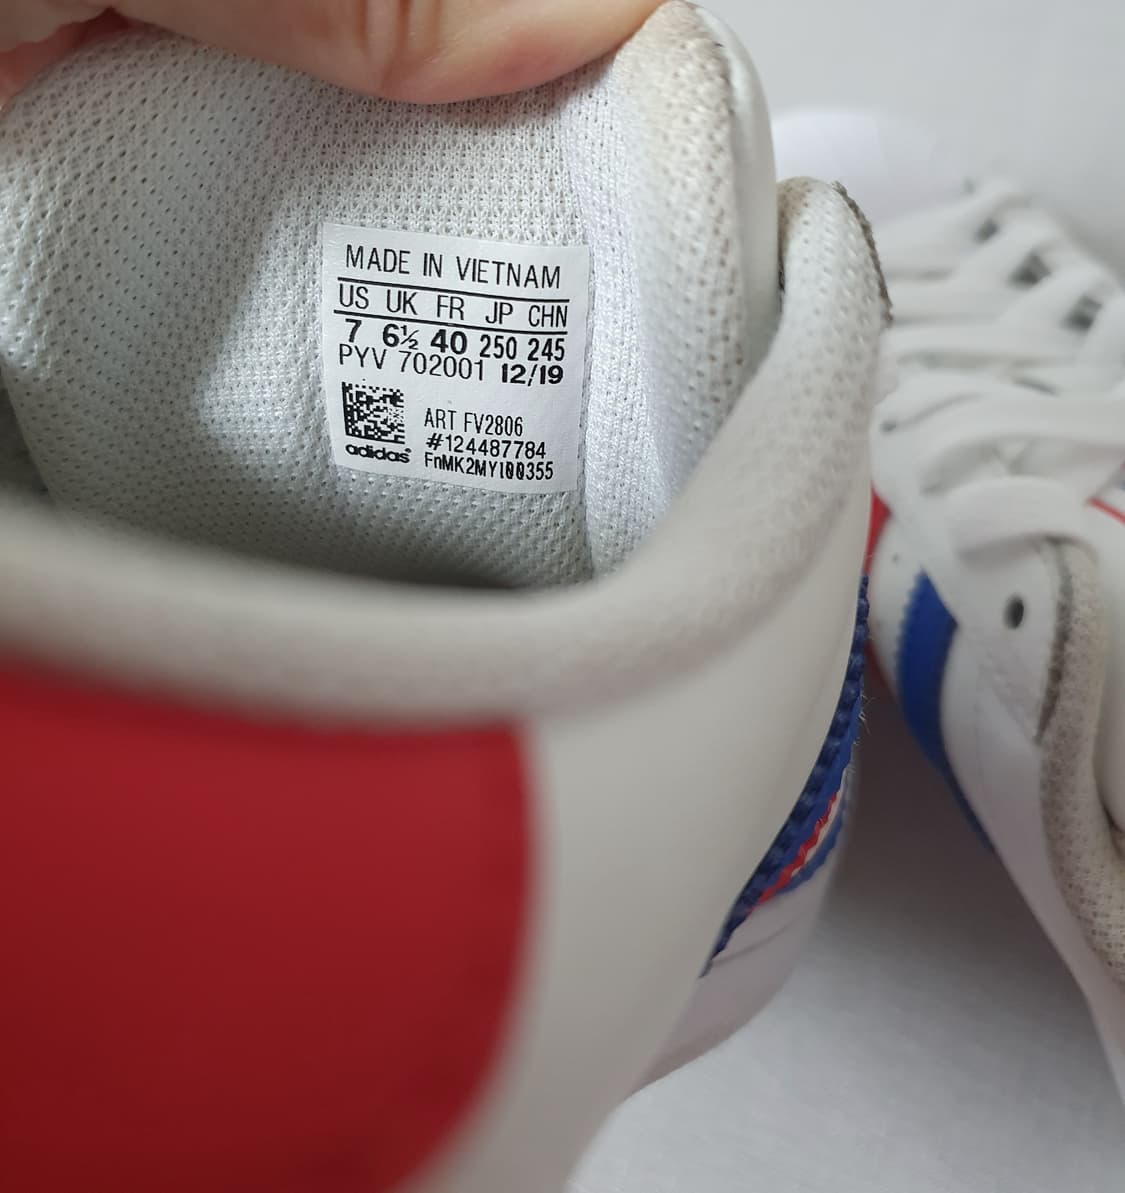 MADE IN VIETNAM
US UK FR JP CHN
7 6½ 40 250 245
PYV 702001 12/19
ART FV2806
#124487784
adidas